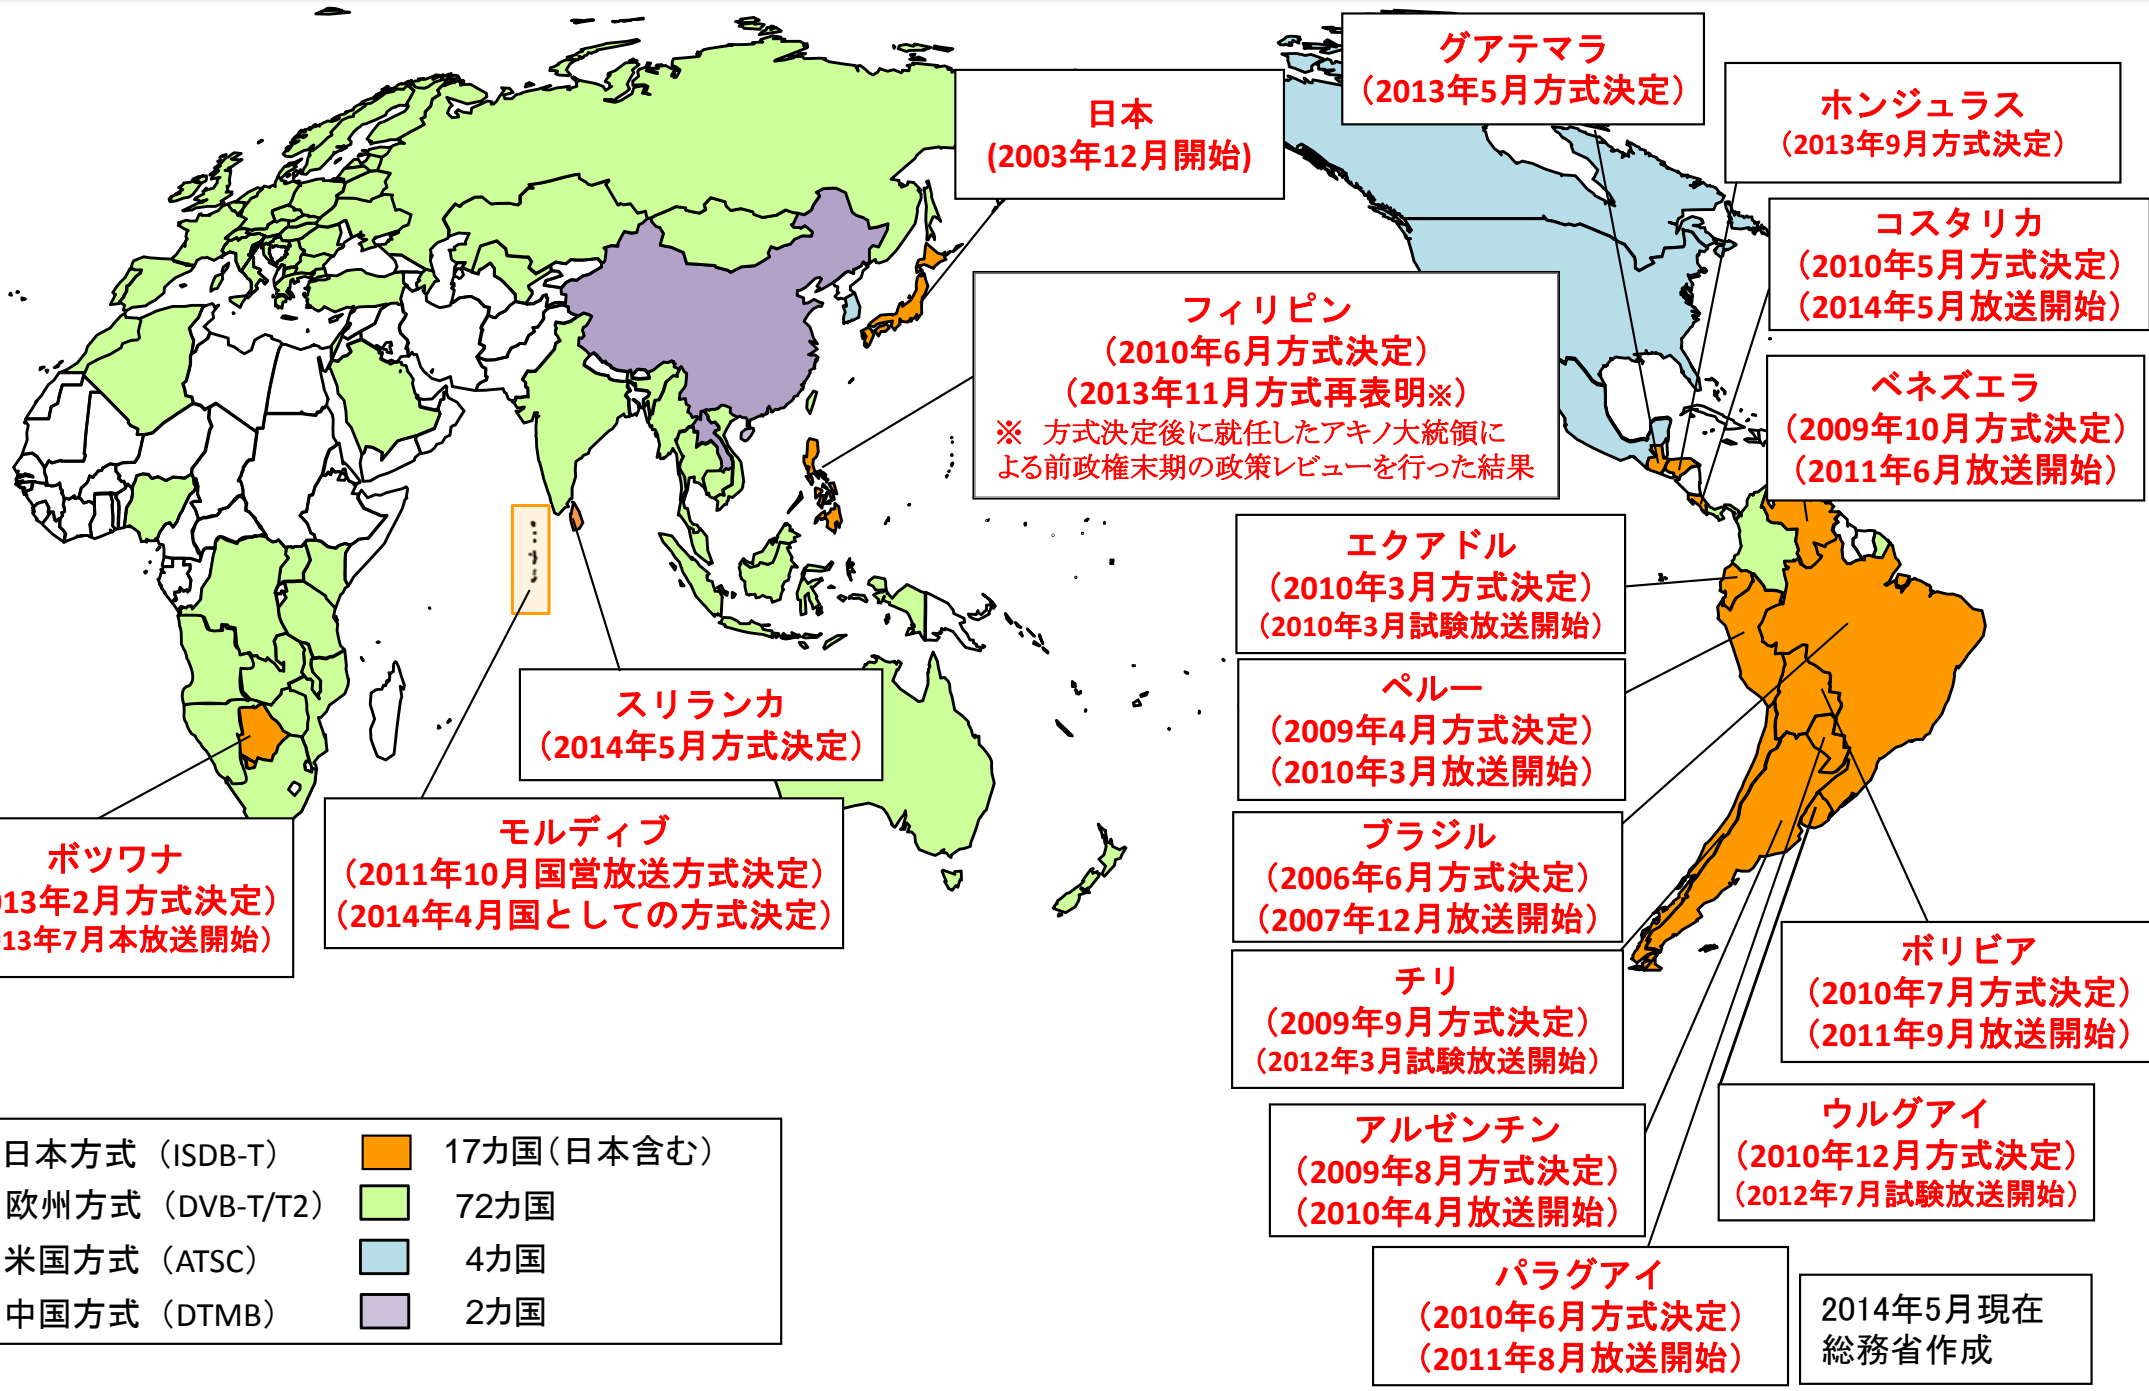 グアテマラ
（2013年5月方式決定）
ホンジュラス
（2013年9月方式決定）
日本
(2003年12月開始)
コスタリカ
（2010年5月方式決定）
（2014年5月放送開始）
フィリピン
（2010年6月方式決定）
（2013年11月方式再表明※）
※ 方式決定後に就任したアキノ大統領に
よる前政権末期の政策レビューを行った結果
ベネズエラ
（2009年10月方式決定）
（2011年6月放送開始）
エクアドル
（2010年3月方式決定）
（2010年3月試験放送開始）
スリランカ
（2014年5月方式決定）
ペルー
（2009年4月方式決定）
（2010年3月放送開始）
モルディブ
（2011年10月国営放送方式決定）
（2014年4月国としての方式決定）
ボツワナ
13年2月方式決定）
13年7月本放送開始）
ブラジル
（2006年6月方式決定）
（2007年12月放送開始）
チリ
（2009年9月方式決定）
（2012年3月試験放送開始）
ボリビア
（2010年7月方式決定）
（2011年9月放送開始）
アルゼンチン
（2009年8月方式決定）
（2010年4月放送開始）
ウルグアイ
（2010年12月方式決定）
（2012年7月試験放送開始）
パラグアイ
（2010年6月方式決定）
（2011年8月放送開始）
日本方式（ISDB-T） 17カ国（日本含む）
欧州方式（DVB-T/T2） 72カ国
米国方式（ATSC） 4カ国
中国方式（DTMB） 2カ国
2014年5月現在
総務省作成